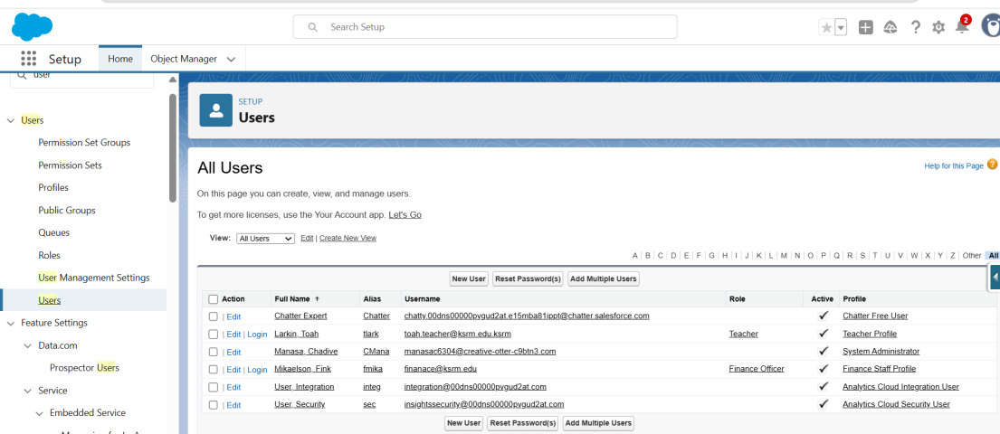 Search Setup
2
Setup
Home
Object Manager
user
Users
Permission Set Groups
Permission Sets
Profiles
Public Groups
Queues
Roles
User Management Settings
Users
Feature Settings
Data.com
Prospector Users
Service
Embedded Service
SETUP
Users
All Users
Help for this Page ?
On this page you can create, view, and manage users.
To get more licenses, use the Your Account app. Let's Go
View: All Users Edit | Create New View
A | B | C | D | E | F | G | H | I | J | K | L | M | N | O | P | Q | R | S | T | U | V | W | X | Y | Z | Other All
New User Reset Password(s) Add Multiple Users
Action Full Name ↑ Alias Username Role Active Profile
| Edit Chatter Expert Chatter chatty.00dns00000pvgud2at.e15mba81ippt@chatter.salesforce.com ✓ Chatter Free User
| Edit | Login Larkin, Toah tlark toah.teacher@ksrm.edu.ksrm Teacher ✓ Teacher Profile
| Edit Manasa, Chadive CMana manasac6304@creative-otter-c9btn3.com ✓ System Administrator
| Edit | Login Mikaelson, Fink fmika finanace@ksrm.edu Finance Officer ✓ Finance Staff Profile
| Edit User, Integration integ integration@00dns00000pvgud2at.com ✓ Analytics Cloud Integration User
| Edit User, Security sec insightssecurity@00dns00000pvgud2at.com ✓ Analytics Cloud Security User
New User Reset Password(s) Add Multiple Users